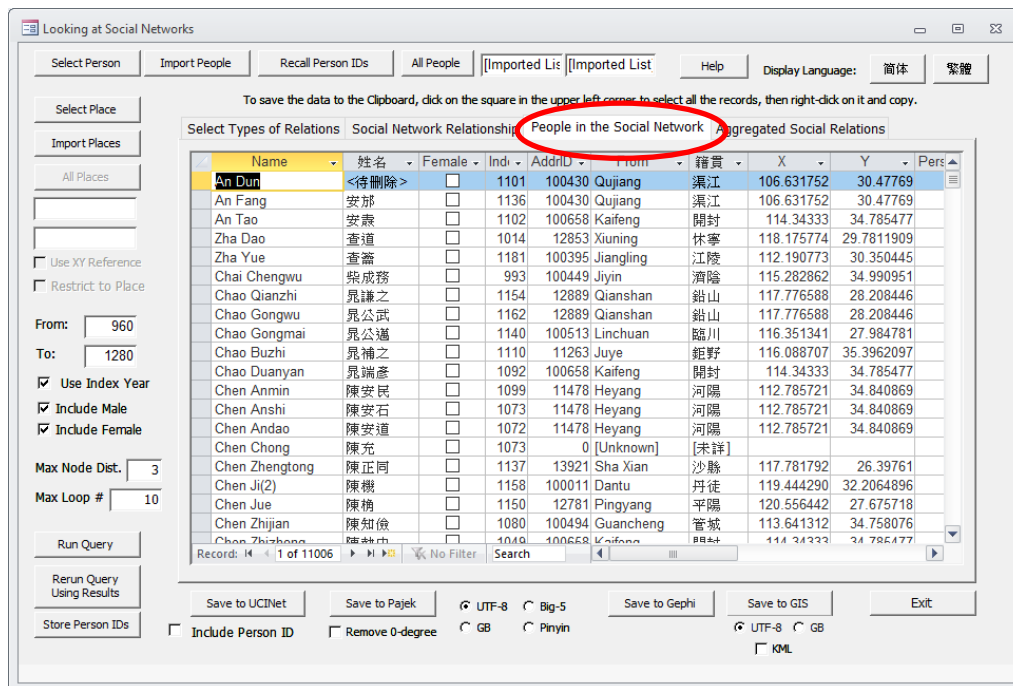 Looking at Social Networks
Select Person Import People Recall Person IDs All People [Imported Lis [Imported List Help Display Language: 简体 繁體
To save the data to the Clipboard, click on the square in the upper left corner to select all the records, then right-click on it and copy.
Select Place
Import Places
All Places
Use XY Reference
Restrict to Place
From: 960
To: 1280
Use Index Year
Include Male
Include Female
Max Node Dist. 3
Max Loop # 10
Run Query
Rerun Query
Using Results
Store Person IDs
Select Types of Relations Social Network Relationship People in the Social Network Aggregated Social Relations
Name 姓名 Female Ind AddrID From 籍貫 X Y Pers
An Dun <待刪除> 1101 100430 Qujiang 渠江 106.631752 30.47769
An Fang 安邡 1136 100430 Qujiang 渠江 106.631752 30.47769
An Tao 安燾 1102 100658 Kaifeng 開封 114.34333 34.785477
Zha Dao 查道 1014 12853 Xiuning 休寧 118.175774 29.7811909
Zha Yue 查籥 1181 100395 Jiangling 江陵 112.190773 30.350445
Chai Chengwu 柴成務 993 100449 Jiyin 濟陰 115.282862 34.990951
Chao Qianzhi 晁謙之 1154 12889 Qianshan 鉛山 117.776588 28.208446
Chao Gongwu 晁公武 1162 12889 Qianshan 鉛山 117.776588 28.208446
Chao Gongmai 晁公邁 1140 100513 Linchuan 臨川 116.351341 27.984781
Chao Buzhi 晁補之 1110 11263 Juye 鉅野 116.088707 35.3962097
Chao Duanyan 晁端彥 1092 100658 Kaifeng 開封 114.34333 34.785477
Chen Anmin 陳安民 1099 11478 Heyang 河陽 112.785721 34.840869
Chen Anshi 陳安石 1073 11478 Heyang 河陽 112.785721 34.840869
Chen Andao 陳安道 1072 11478 Heyang 河陽 112.785721 34.840869
Chen Chong 陳充 1073 0 [Unknown] [未詳]
Chen Zhengtong 陳正同 1137 13921 Sha Xian 沙縣 117.781792 26.39761
Chen Ji(2) 陳機 1158 100011 Dantu 丹徒 119.444290 32.2064896
Chen Jue 陳桷 1150 12781 Pingyang 平陽 120.556442 27.675718
Chen Zhijian 陳知儉 1080 100494 Guancheng 管城 113.641312 34.758076
Chen Zhizhong 陳執中 1049 100658 Kaifeng 開封 114.34333 34.785477
Record: 1 of 11006 No Filter Search
Save to UCINet Save to Pajek UTF-8 Big-5 Save to Gephi Save to GIS Exit
Include Person ID Remove 0-degree GB Pinyin UTF-8 GB
KML